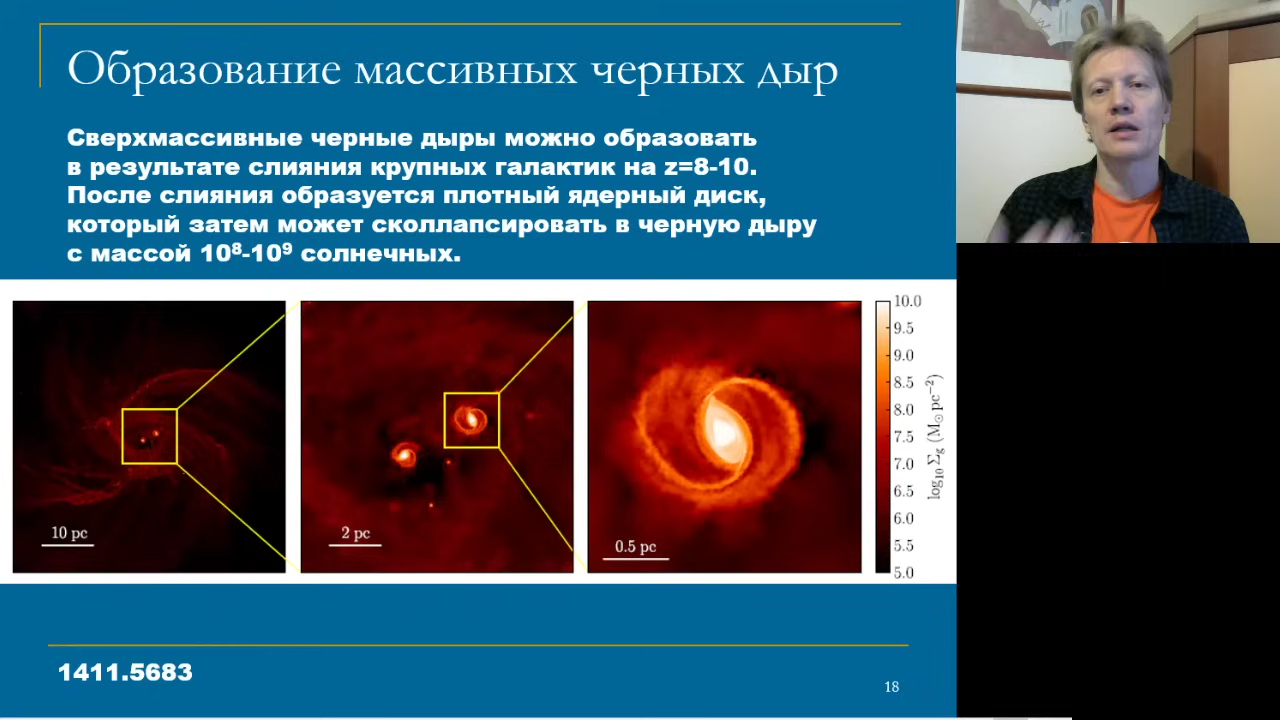 Образование массивных черных дыр
Сверхмассивные черные дыры можно образовать
в результате слияния крупных галактик на z=8-10.
После слияния образуется плотный ядерный диск,
который затем может сколлапсировать в черную дыру
с массой 10⁸-10⁹ солнечных.
10 pc
2 pc
0.5 pc
10.0
9.5
9.0
8.5
8.0
7.5
7.0
6.5
6.0
5.5
5.0
log₁₀ Σg (M☉ pc⁻²)
1411.5683
18